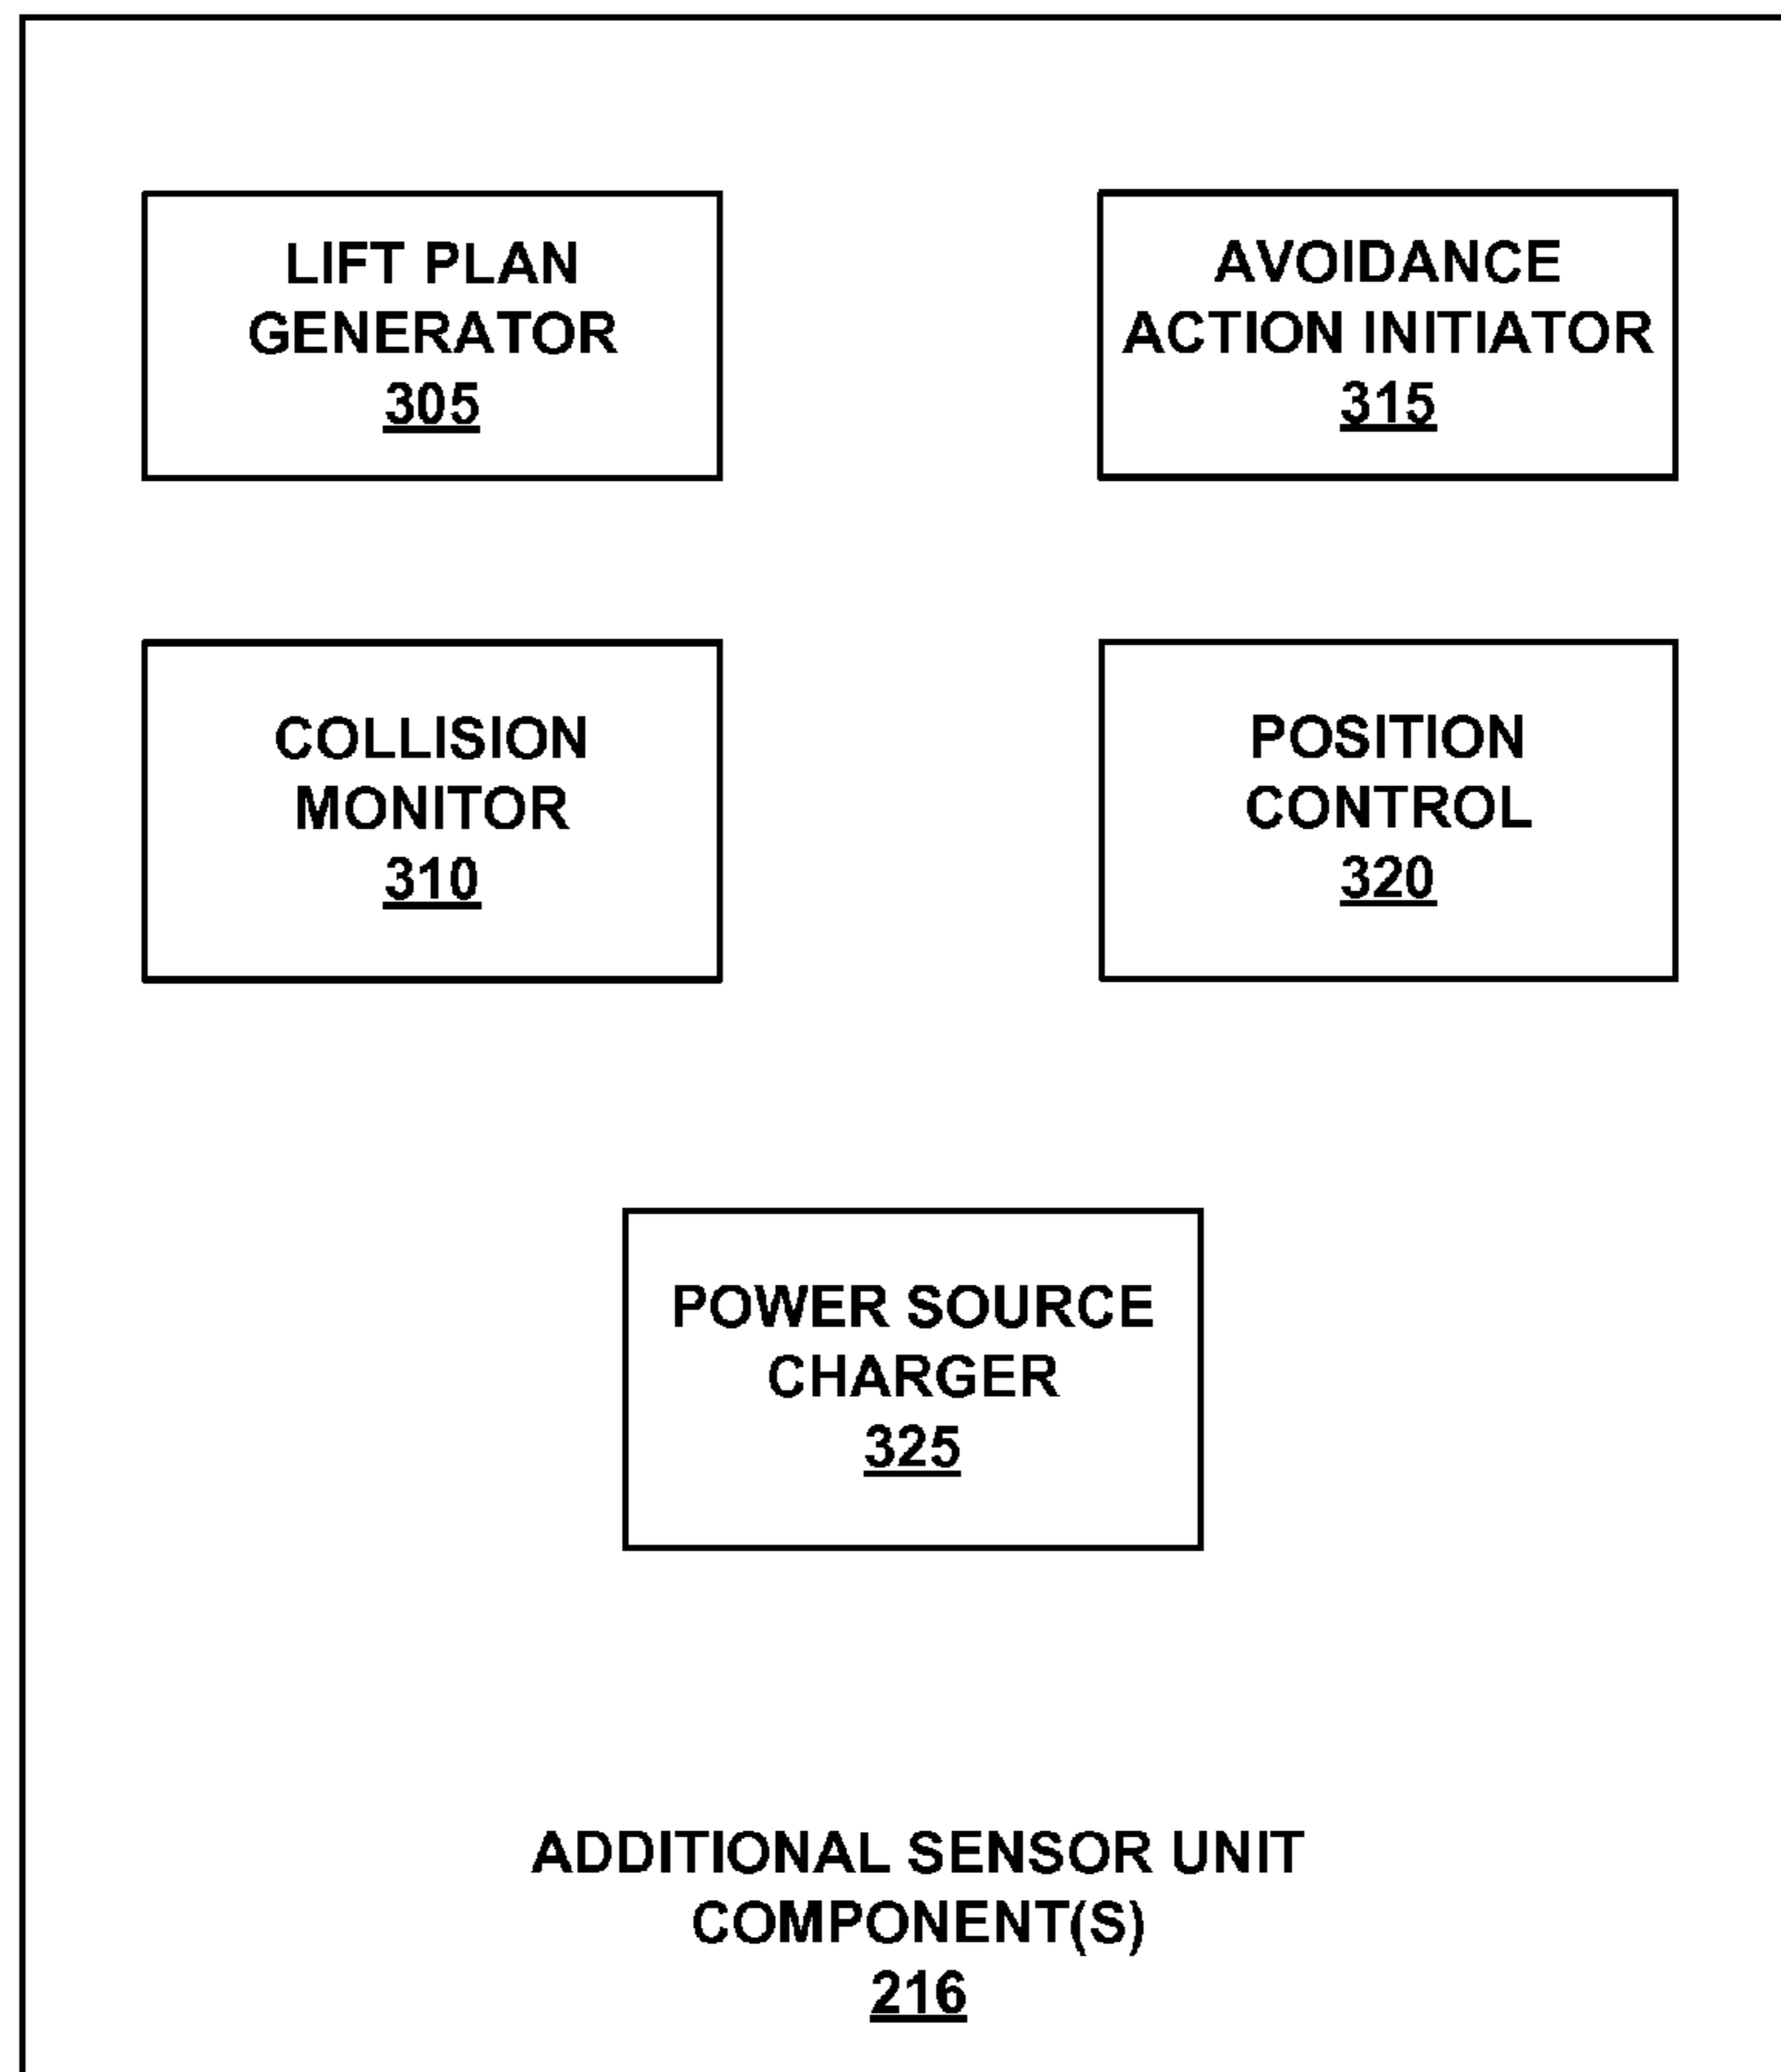 LIFT PLAN
GENERATOR
305
AVOIDANCE
ACTION INITIATOR
315
COLLISION
MONITOR
310
POSITION
CONTROL
320
POWER SOURCE
CHARGER
325
ADDITIONAL SENSOR UNIT
COMPONENT(S)
216